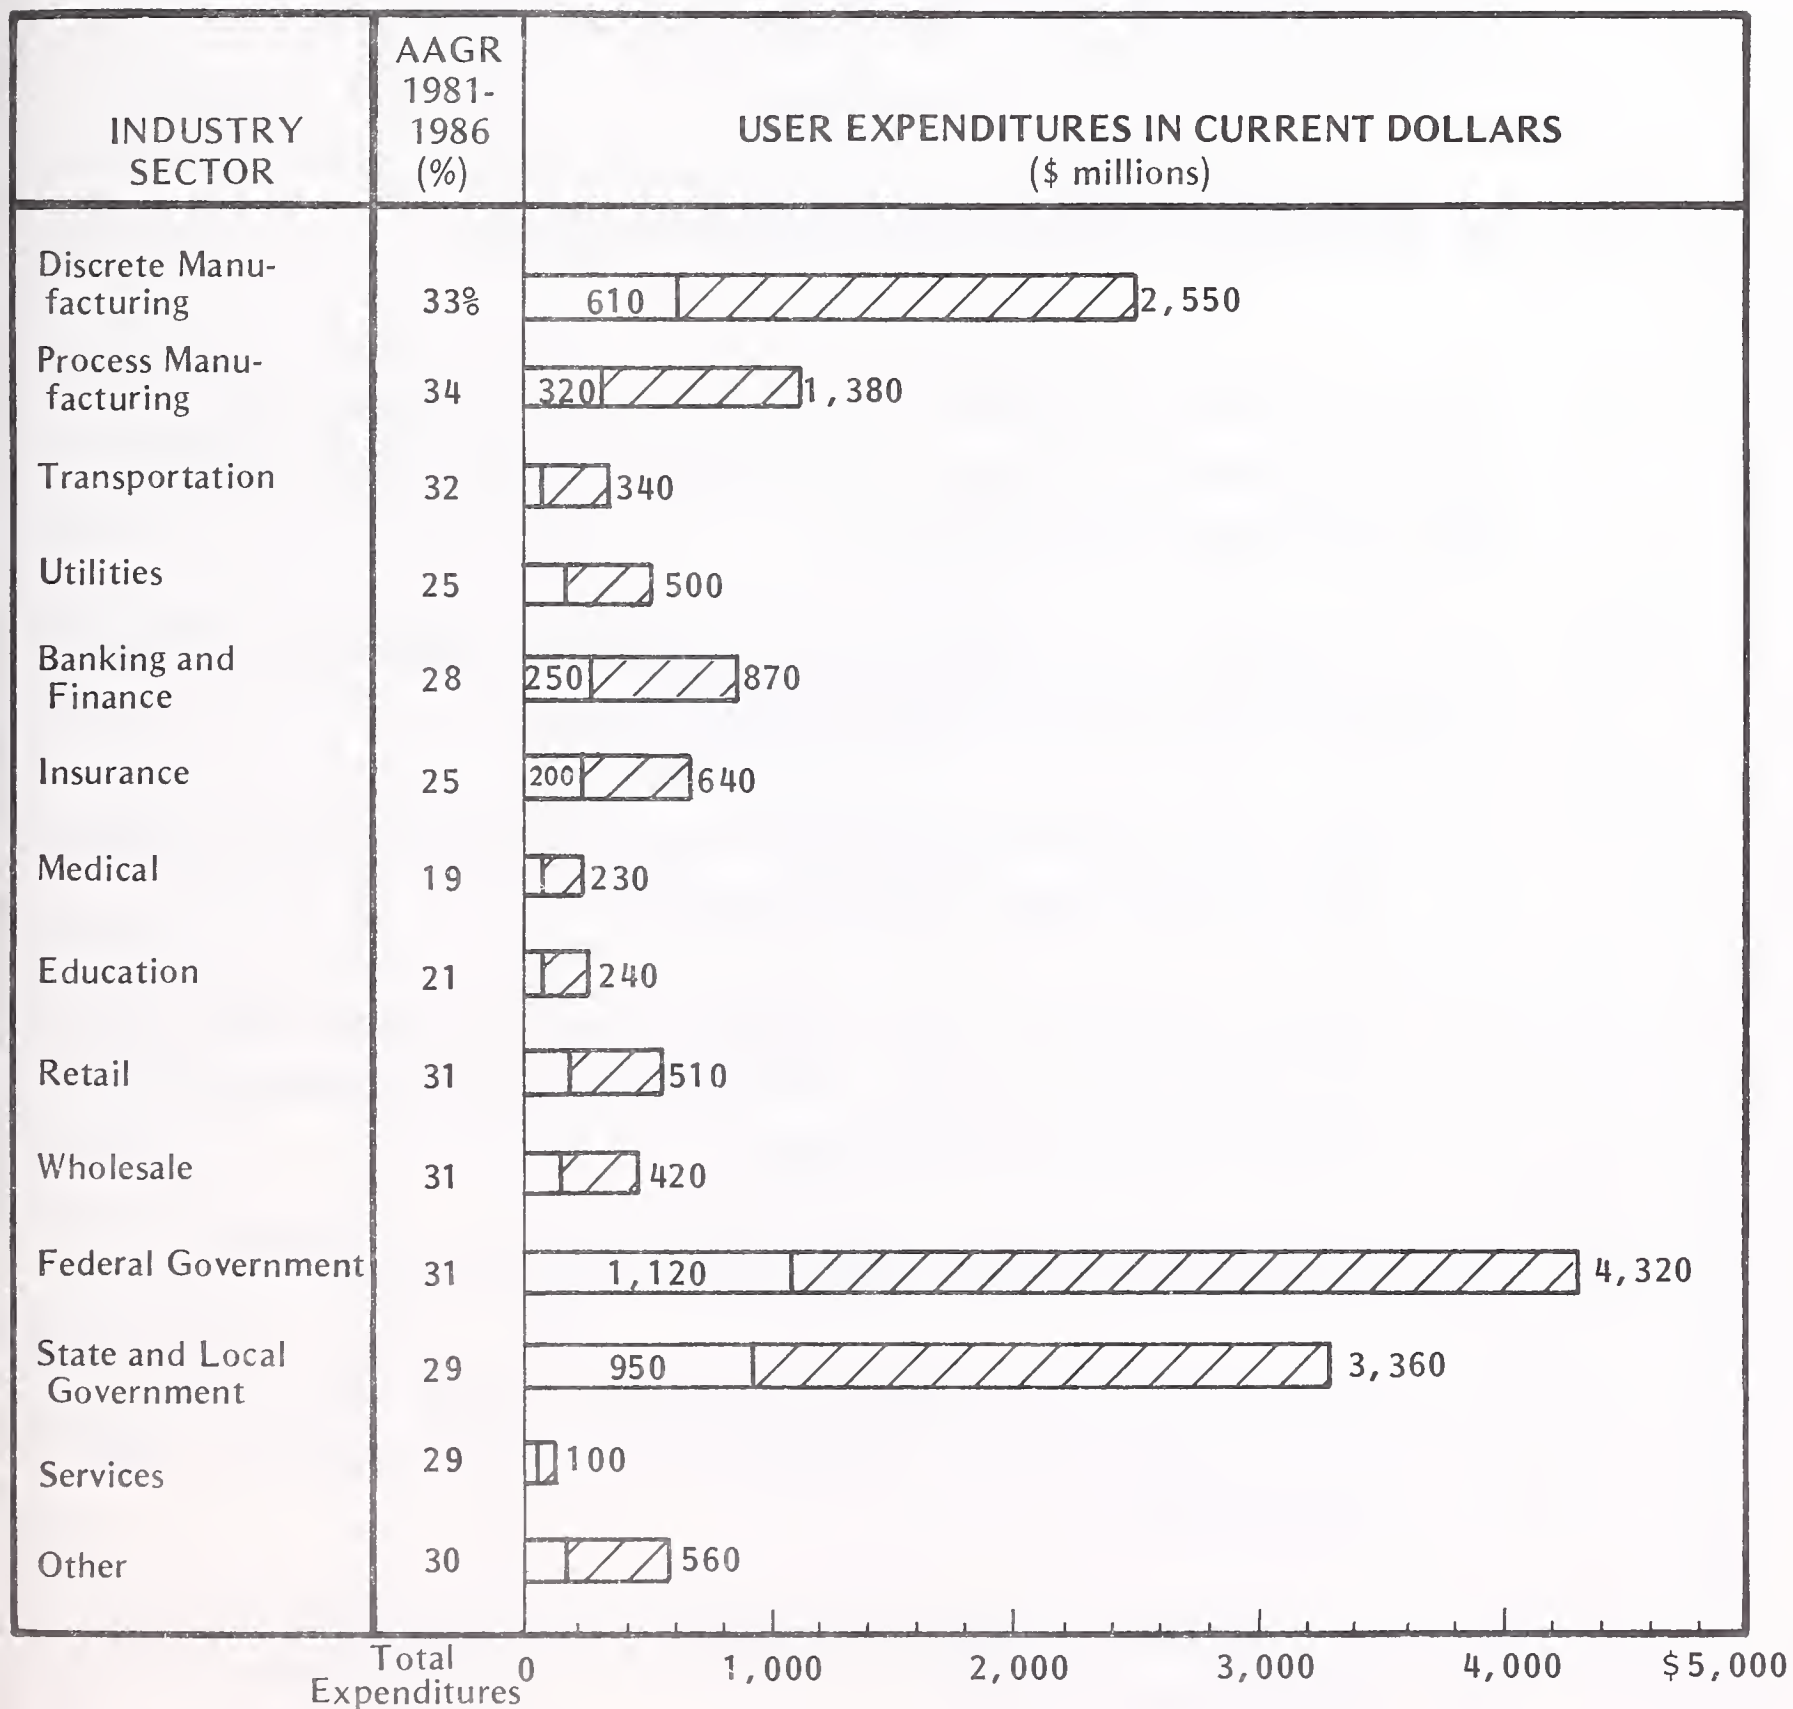 INDUSTRY
SECTOR
AAGR
1981-
1986
(%)
USER EXPENDITURES IN CURRENT DOLLARS
($ millions)
Discrete Manu-
facturing
33%
610
2,550
Process Manu-
facturing
34
320
1,380
Transportation
32
340
Utilities
25
500
Banking and
Finance
28
250
870
Insurance
25
200
640
Medical
19
230
Education
21
240
Retail
31
510
Wholesale
31
420
Federal Government
31
1,120
4,320
State and Local
Government
29
950
3,360
Services
29
100
Other
30
560
Total
Expenditures
0 1,000 2,000 3,000 4,000 $5,000